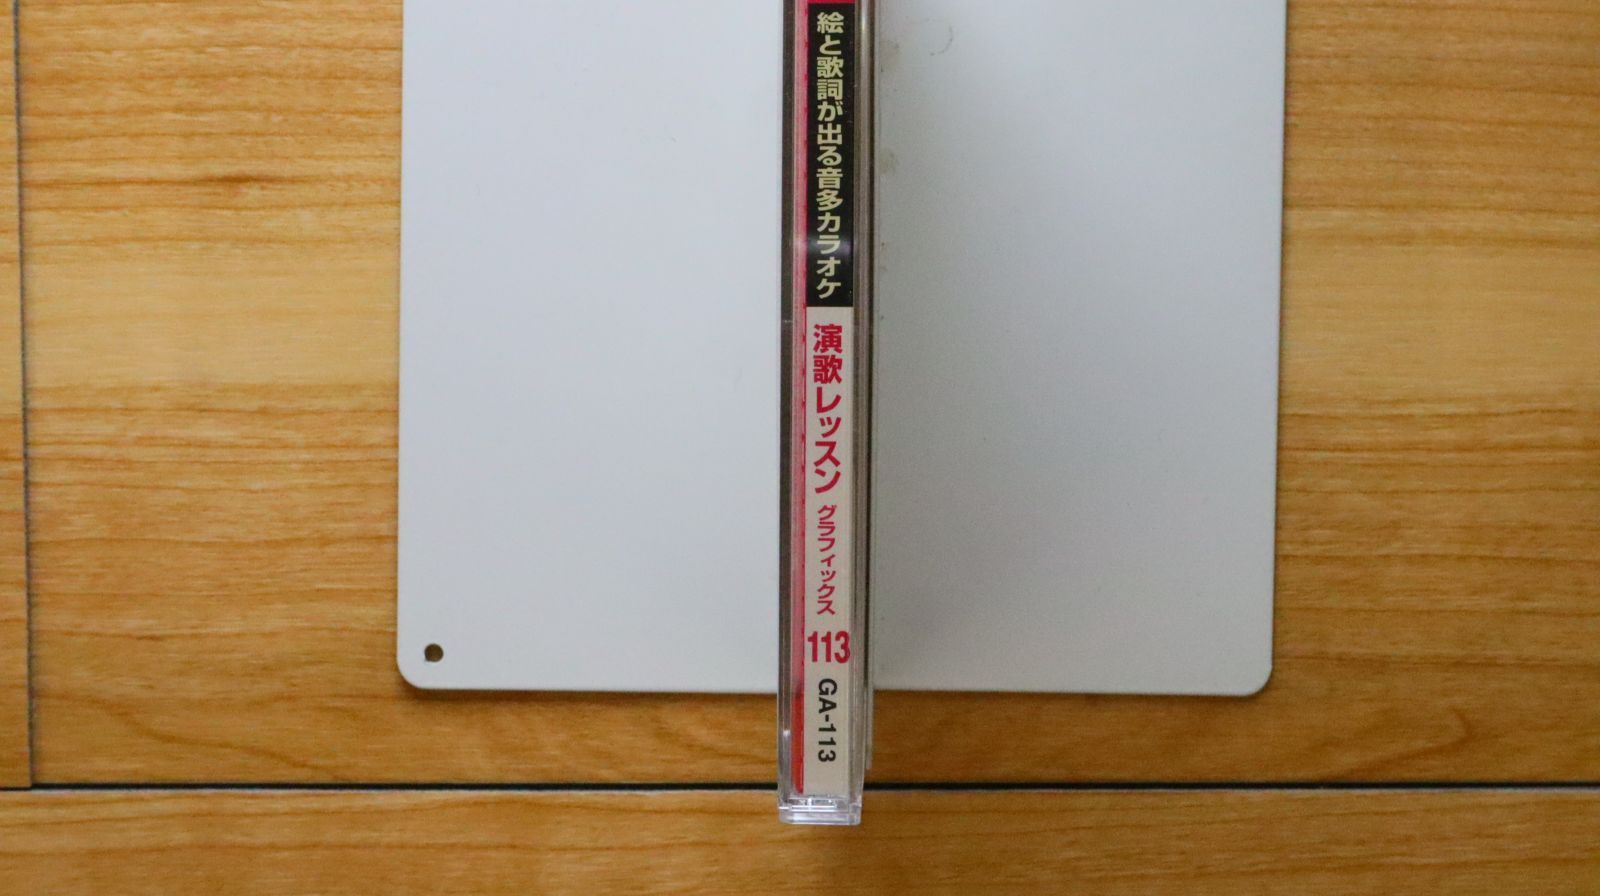 絵と歌詞が出る音多カラオケ
演歌レッスン
グラフィックス
113
GA-113